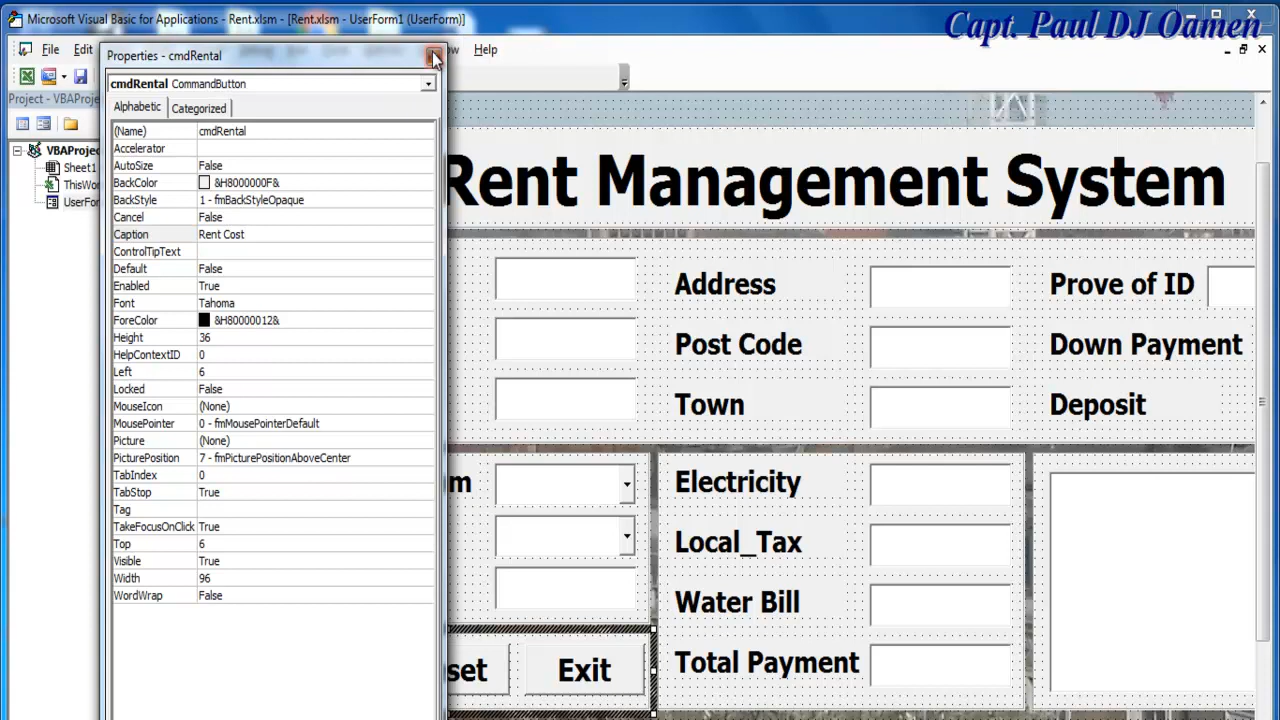 Microsoft Visual Basic for Applications - Rent.xlsm - [Rent.xlsm - UserForm1 (UserForm)]
Capt. Paul DJ Oamen
File Edit Help
Properties - cmdRental
Project - VBAProje
cmdRental CommandButton
Alphabetic Categorized
(Name) cmdRental
Accelerator
AutoSize False
BackColor &H8000000F&
BackStyle 1 - fmBackStyleOpaque
Cancel False
Caption Rent Cost
ControlTipText
Default False
Enabled True
Font Tahoma
ForeColor &H80000012&
Height 36
HelpContextID 0
Left 6
Locked False
MouseIcon (None)
MousePointer 0 - fmMousePointerDefault
Picture (None)
PicturePosition 7 - fmPicturePositionAboveCenter
TabIndex 0
TabStop True
Tag
TakeFocusOnClick True
Top 6
Visible True
Width 96
WordWrap False
VBAProjec
Sheet1
ThisWor
UserFor
Rent Management System
Address Prove of ID
Post Code Down Payment
Town Deposit
m Electricity
Local_Tax
Water Bill
set Exit Total Payment